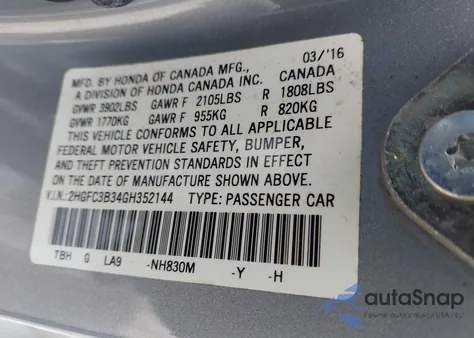 MFD. BY HONDA OF CANADA MFG., 03/'16
A DIVISION OF HONDA CANADA INC. CANADA
GVWR 3902LBS GAWR F 2105LBS R 1808LBS
GVWR 1770KG GAWR F 955KG R 820KG
THIS VEHICLE CONFORMS TO ALL APPLICABLE
FEDERAL MOTOR VEHICLE SAFETY, BUMPER,
AND THEFT PREVENTION STANDARDS IN EFFECT
ON THE DATE OF MANUFACTURE SHOWN ABOVE.
V.I.N.: 2HGFC3B34GH352144 TYPE: PASSENGER CAR
TBH G LA9 -NH830M -Y -H
autoSnap